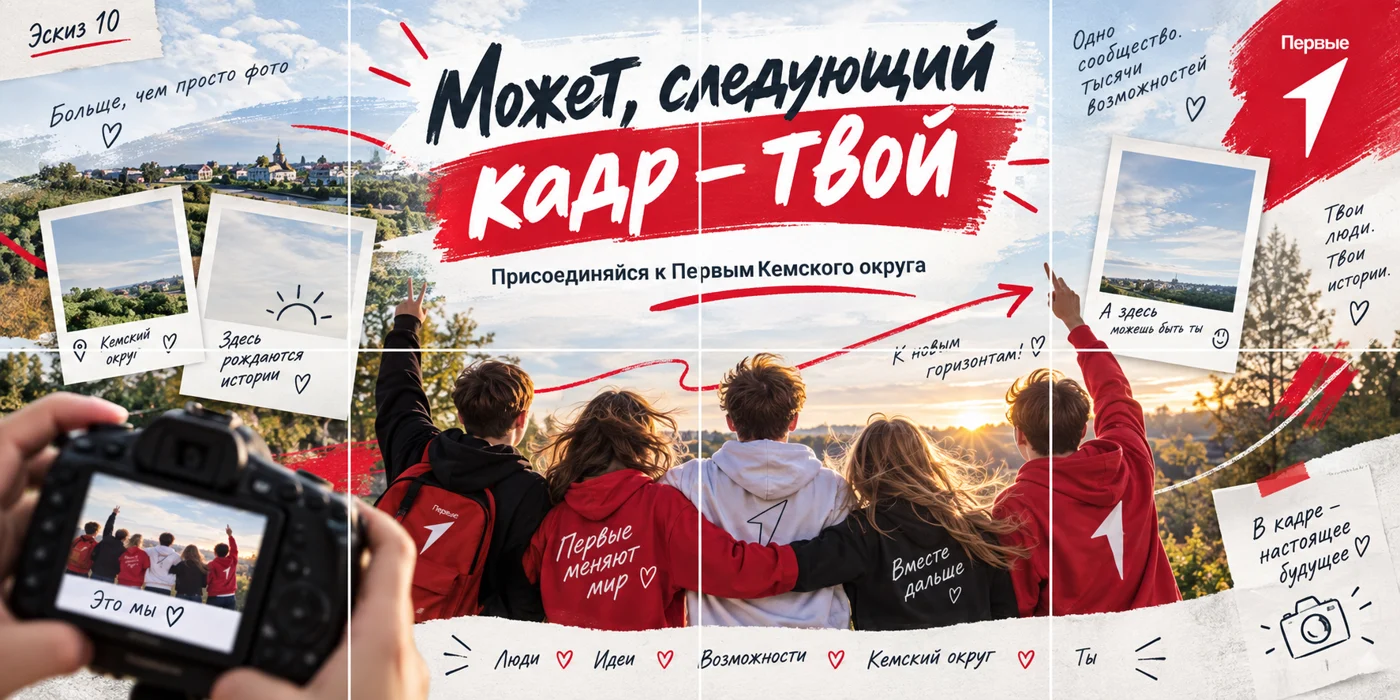 Эскиз 10
Больше, чем просто фото
Может, следующий
кадр – твой
Присоединяйся к Первым Кемского округа
Одно
сообщество.
Тысячи
возможностей
Первые
Кемский
округ
Здесь
рождаются
истории
А здесь
можешь быть ты
Твои
люди.
Твои
истории.
К новым
горизонтам!
Первые
Первые
меняют
мир
Вместе
дальше
Это мы
В кадре –
настоящее
будущее
Люди
Идеи
Возможности
Кемский округ
Ты